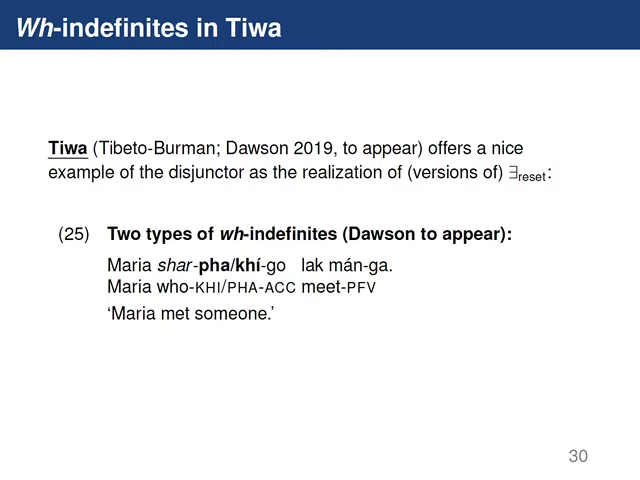 Wh-indefinites in Tiwa
Tiwa (Tibeto-Burman; Dawson 2019, to appear) offers a nice
example of the disjunctor as the realization of (versions of) ∃reset:
(25) Two types of wh-indefinites (Dawson to appear):
Maria shar-pha/khí-go lak mán-ga.
Maria who-KHI/PHA-ACC meet-PFV
‘Maria met someone.’
30